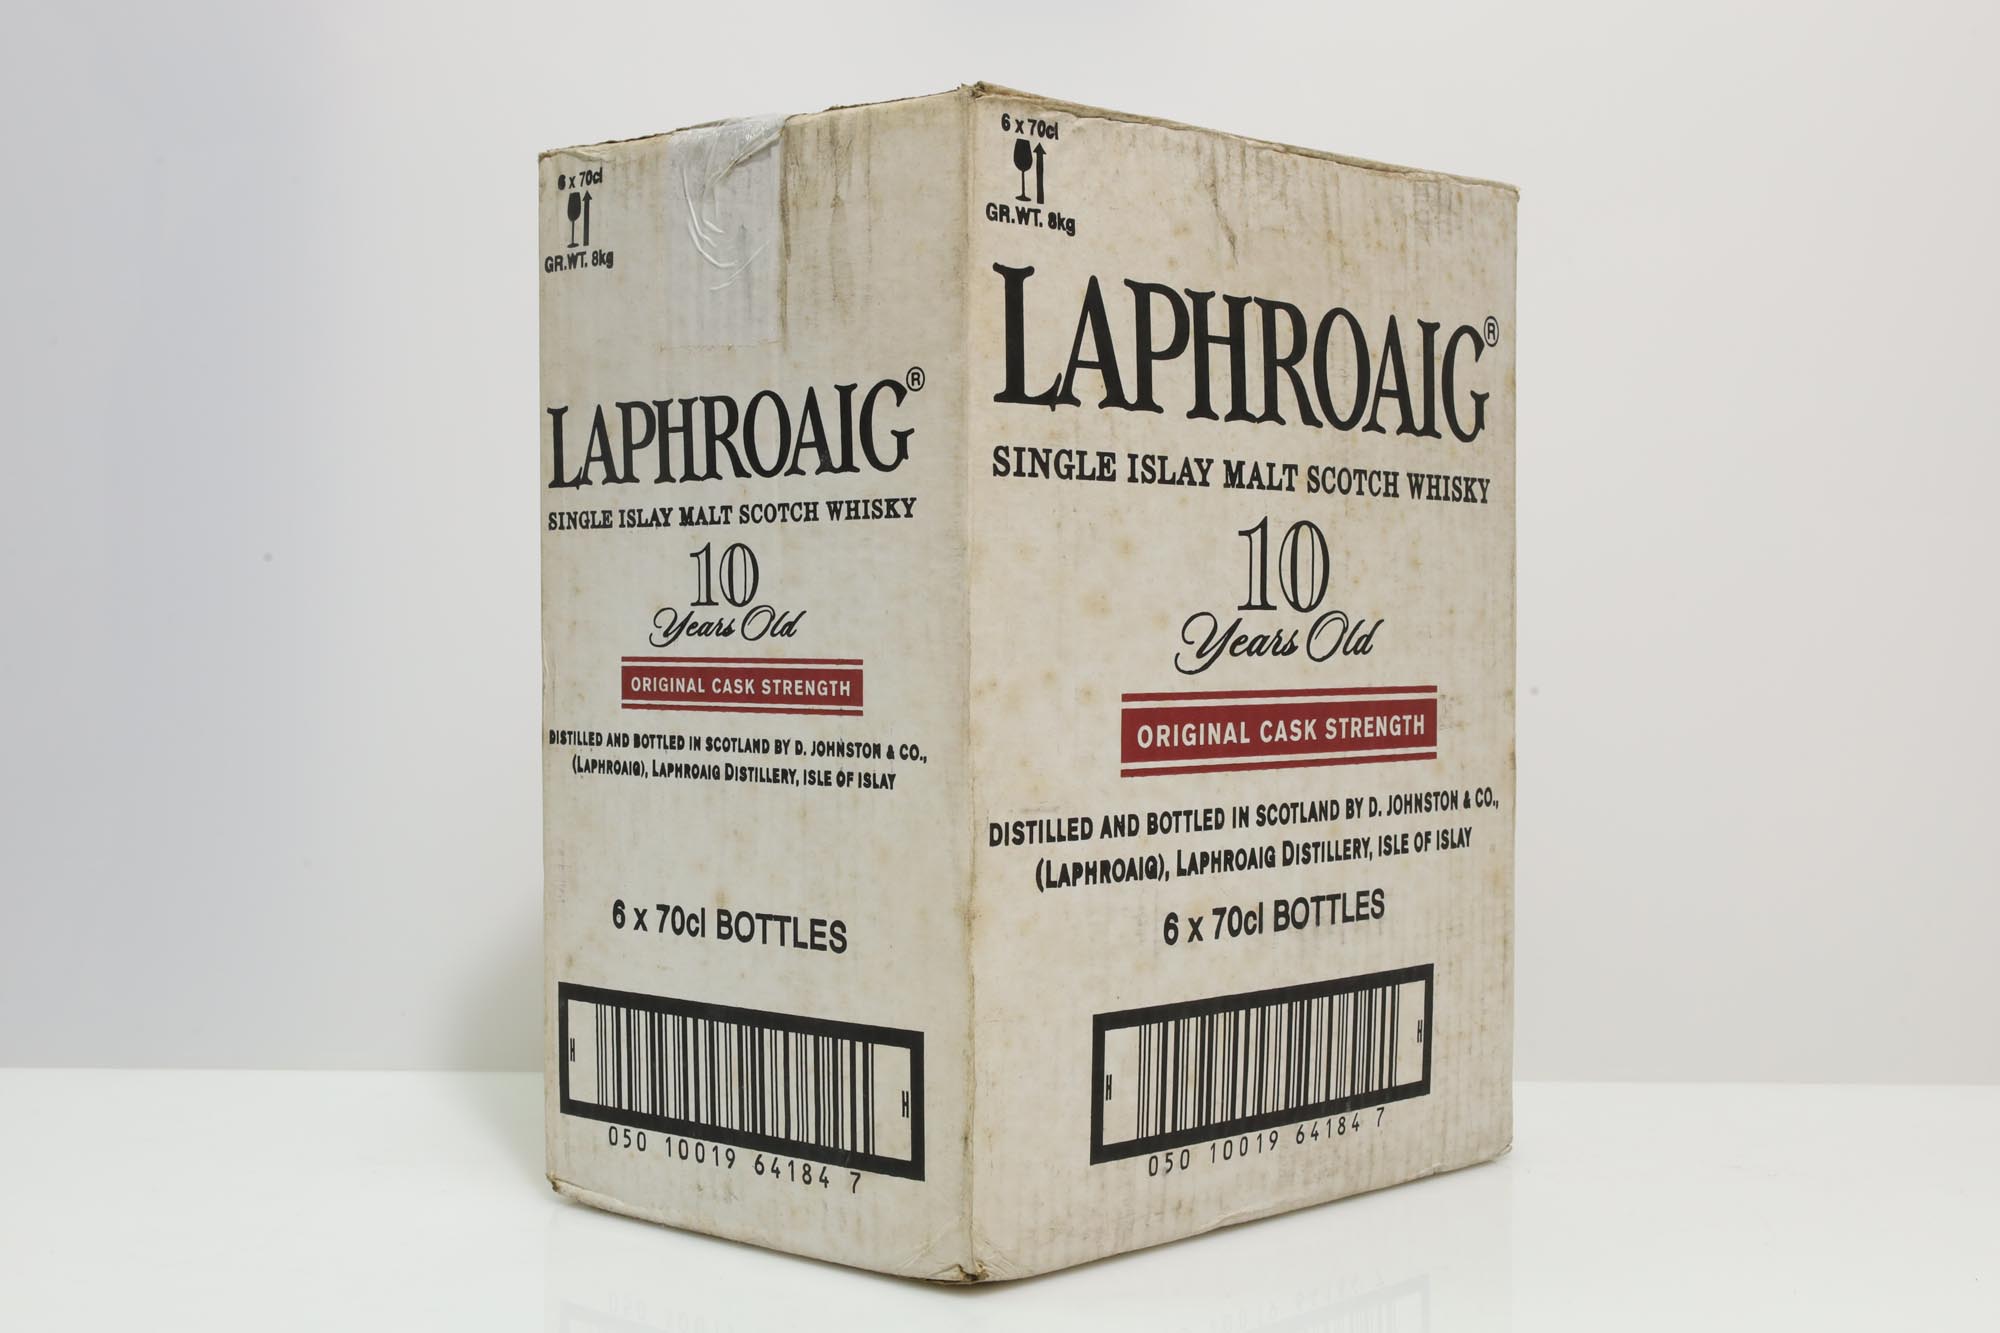 6 x 70cl
GR.WT. 8kg
LAPHROAIG®
SINGLE ISLAY MALT SCOTCH WHISKY
10
Years Old
ORIGINAL CASK STRENGTH
DISTILLED AND BOTTLED IN SCOTLAND BY D. JOHNSTON & CO.,
(LAPHROAIG), LAPHROAIG DISTILLERY, ISLE OF ISLAY
6 x 70cl BOTTLES
H
H
050 10019 64184 7
6 x 70cl
GR.WT. 8kg
LAPHROAIG®
SINGLE ISLAY MALT SCOTCH WHISKY
10
Years Old
ORIGINAL CASK STRENGTH
DISTILLED AND BOTTLED IN SCOTLAND BY D. JOHNSTON & CO.,
(LAPHROAIG), LAPHROAIG DISTILLERY, ISLE OF ISLAY
6 x 70cl BOTTLES
H
H
050 10019 64184 7